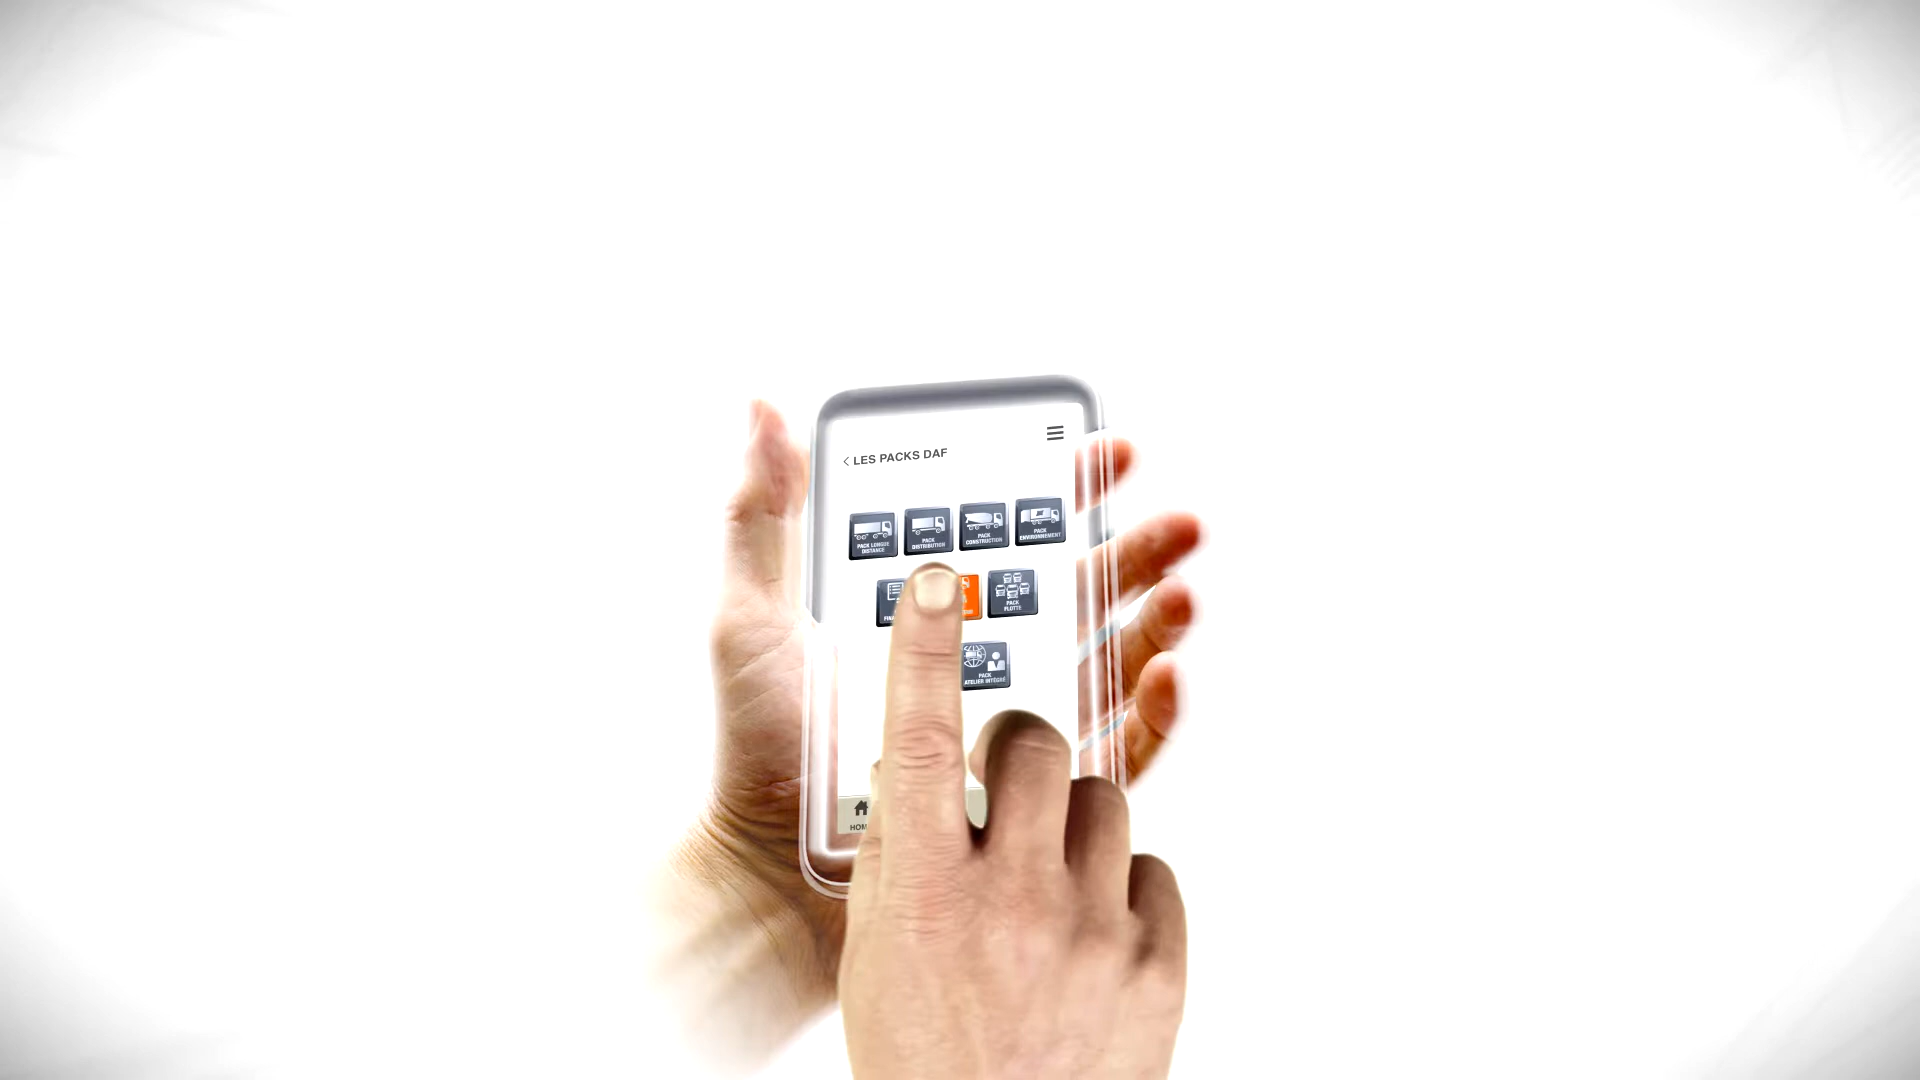 < LES PACKS DAF
PACK LONGUE
DISTANCE
PACK
DISTRIBUTION
PACK
CONSTRUCTION
PACK
ENVIRONNEMENT
PACK
FLOTTE
PACK
ATELIER INTÉGRÉ